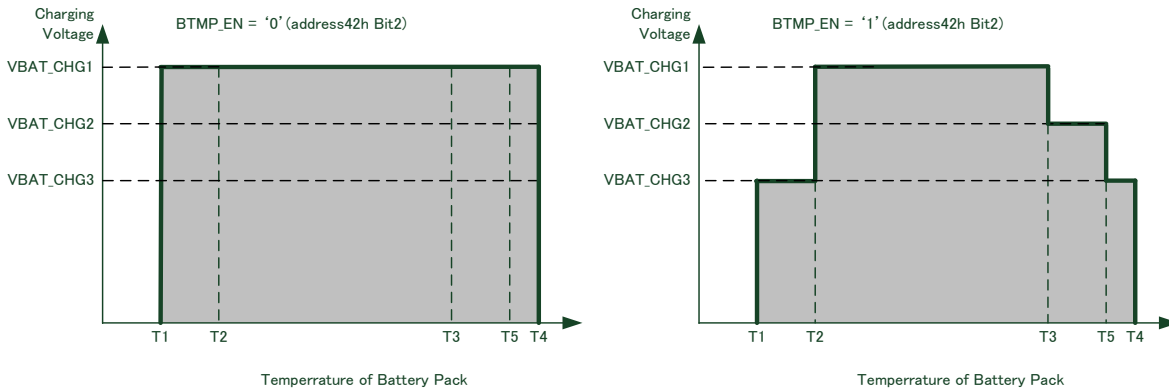 Charging
Voltage
BTMP_EN = ‘0’ (address42h Bit2)
VBAT_CHG1
VBAT_CHG2
VBAT_CHG3
T1 T2 T3 T5 T4
Temperrature of Battery Pack
Charging
Voltage
BTMP_EN = ‘1’ (address42h Bit2)
VBAT_CHG1
VBAT_CHG2
VBAT_CHG3
T1 T2 T3 T5 T4
Temperrature of Battery Pack